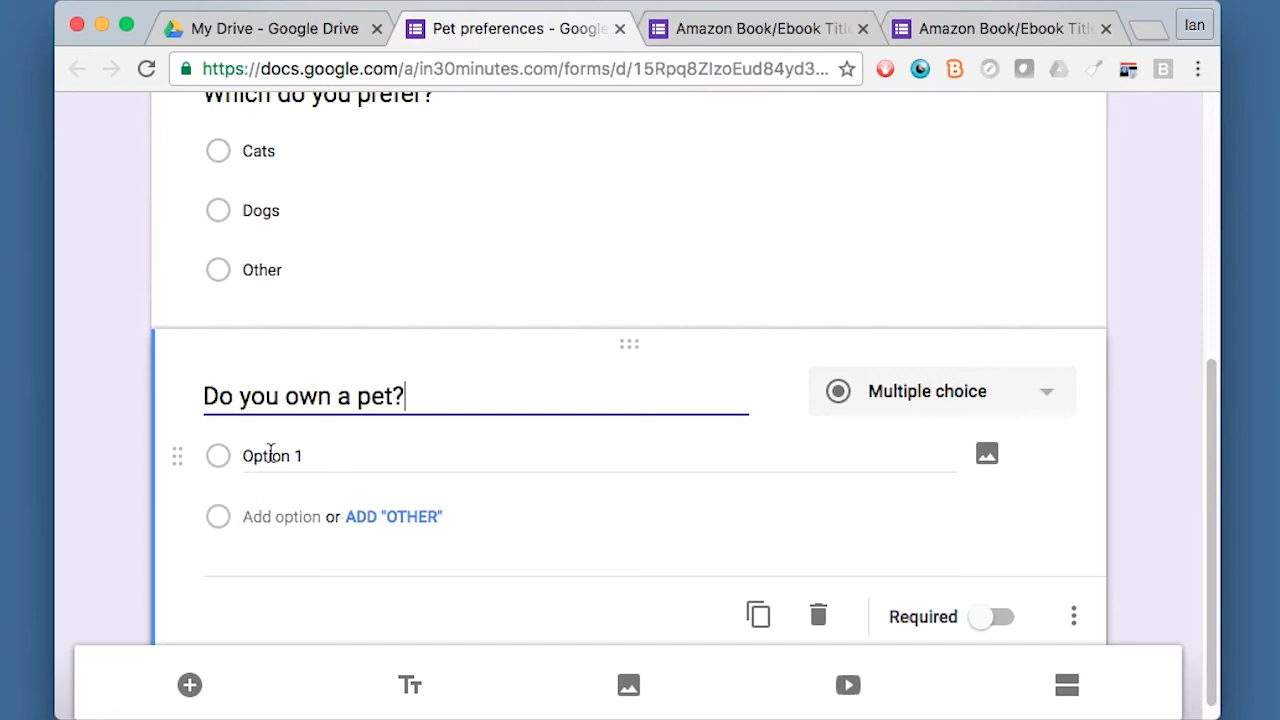 My Drive - Google Drive
Pet preferences - Google
Amazon Book/Ebook Title
Amazon Book/Ebook Title
Ian
https://docs.google.com/a/in30minutes.com/forms/d/15Rpq8ZIzoEud84yd3...
Which do you prefer?
Cats
Dogs
Other
Do you own a pet?
Multiple choice
Option 1
Add option or ADD "OTHER"
Required